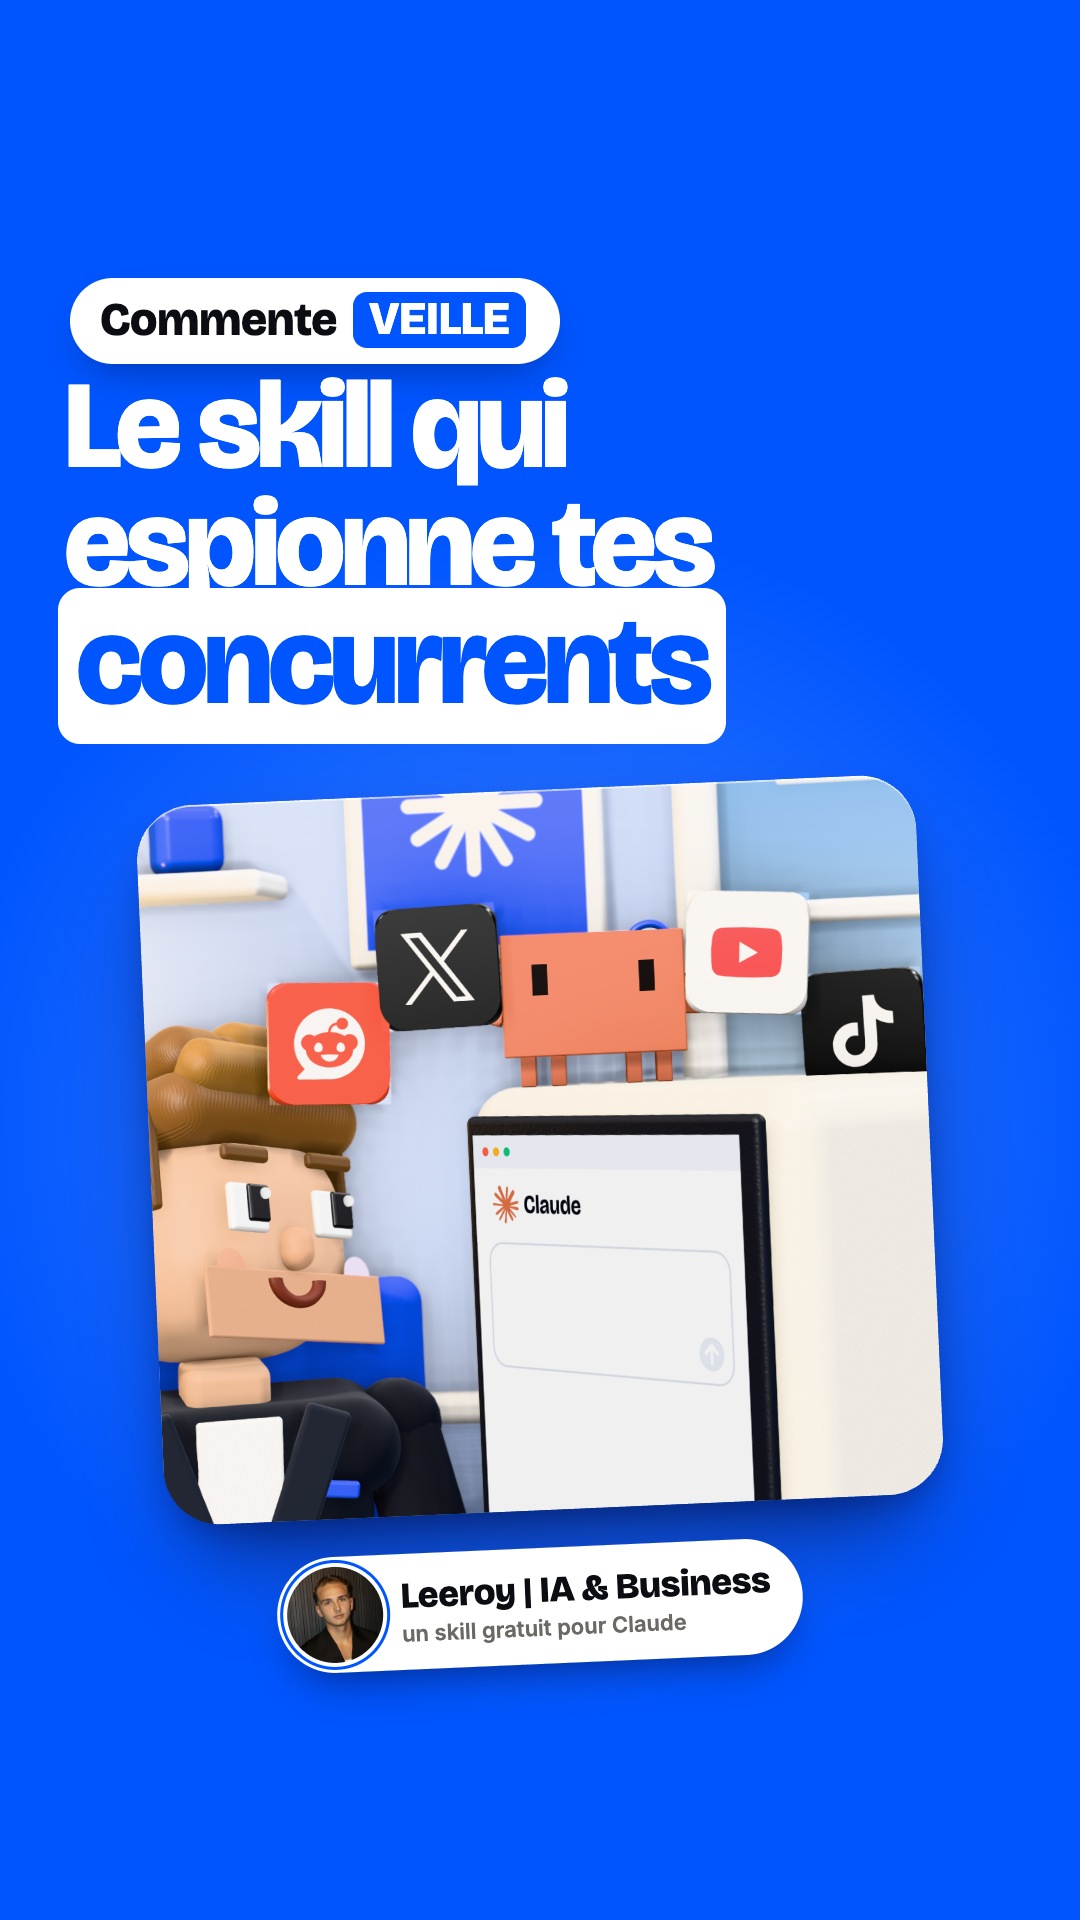 Commente VEILLE
Le skill qui
espionne tes
concurrents
Claude
Leeroy | IA & Business
un skill gratuit pour Claude